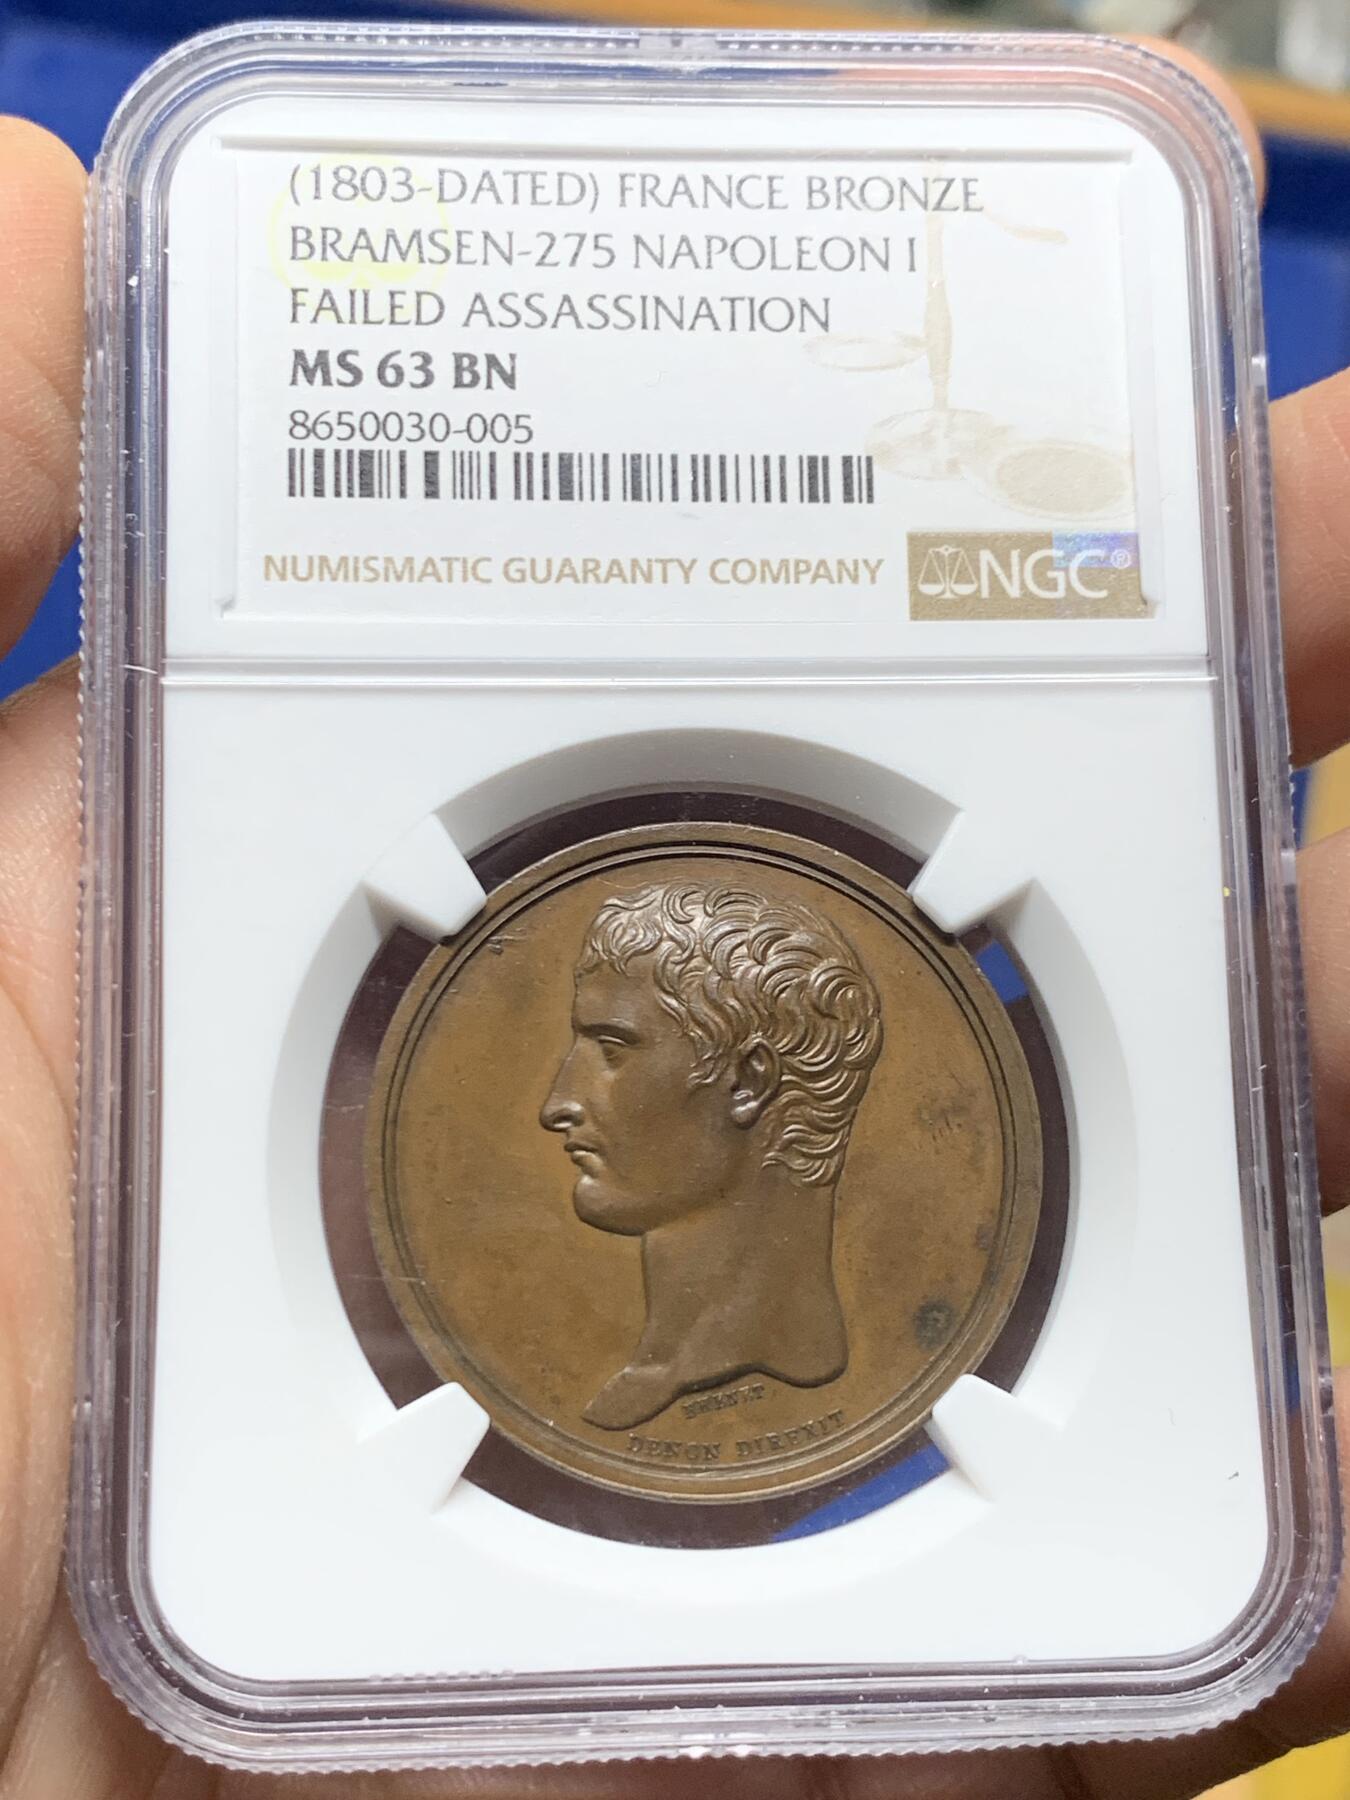 (1803-DATED) FRANCE BRONZE
BRAMSEN-275 NAPOLEON I
FAILED ASSASSINATION
MS 63 BN
8650030-005
NUMISMATIC GUARANTY COMPANY
NGC®
BRENET
DENON DIREXIT